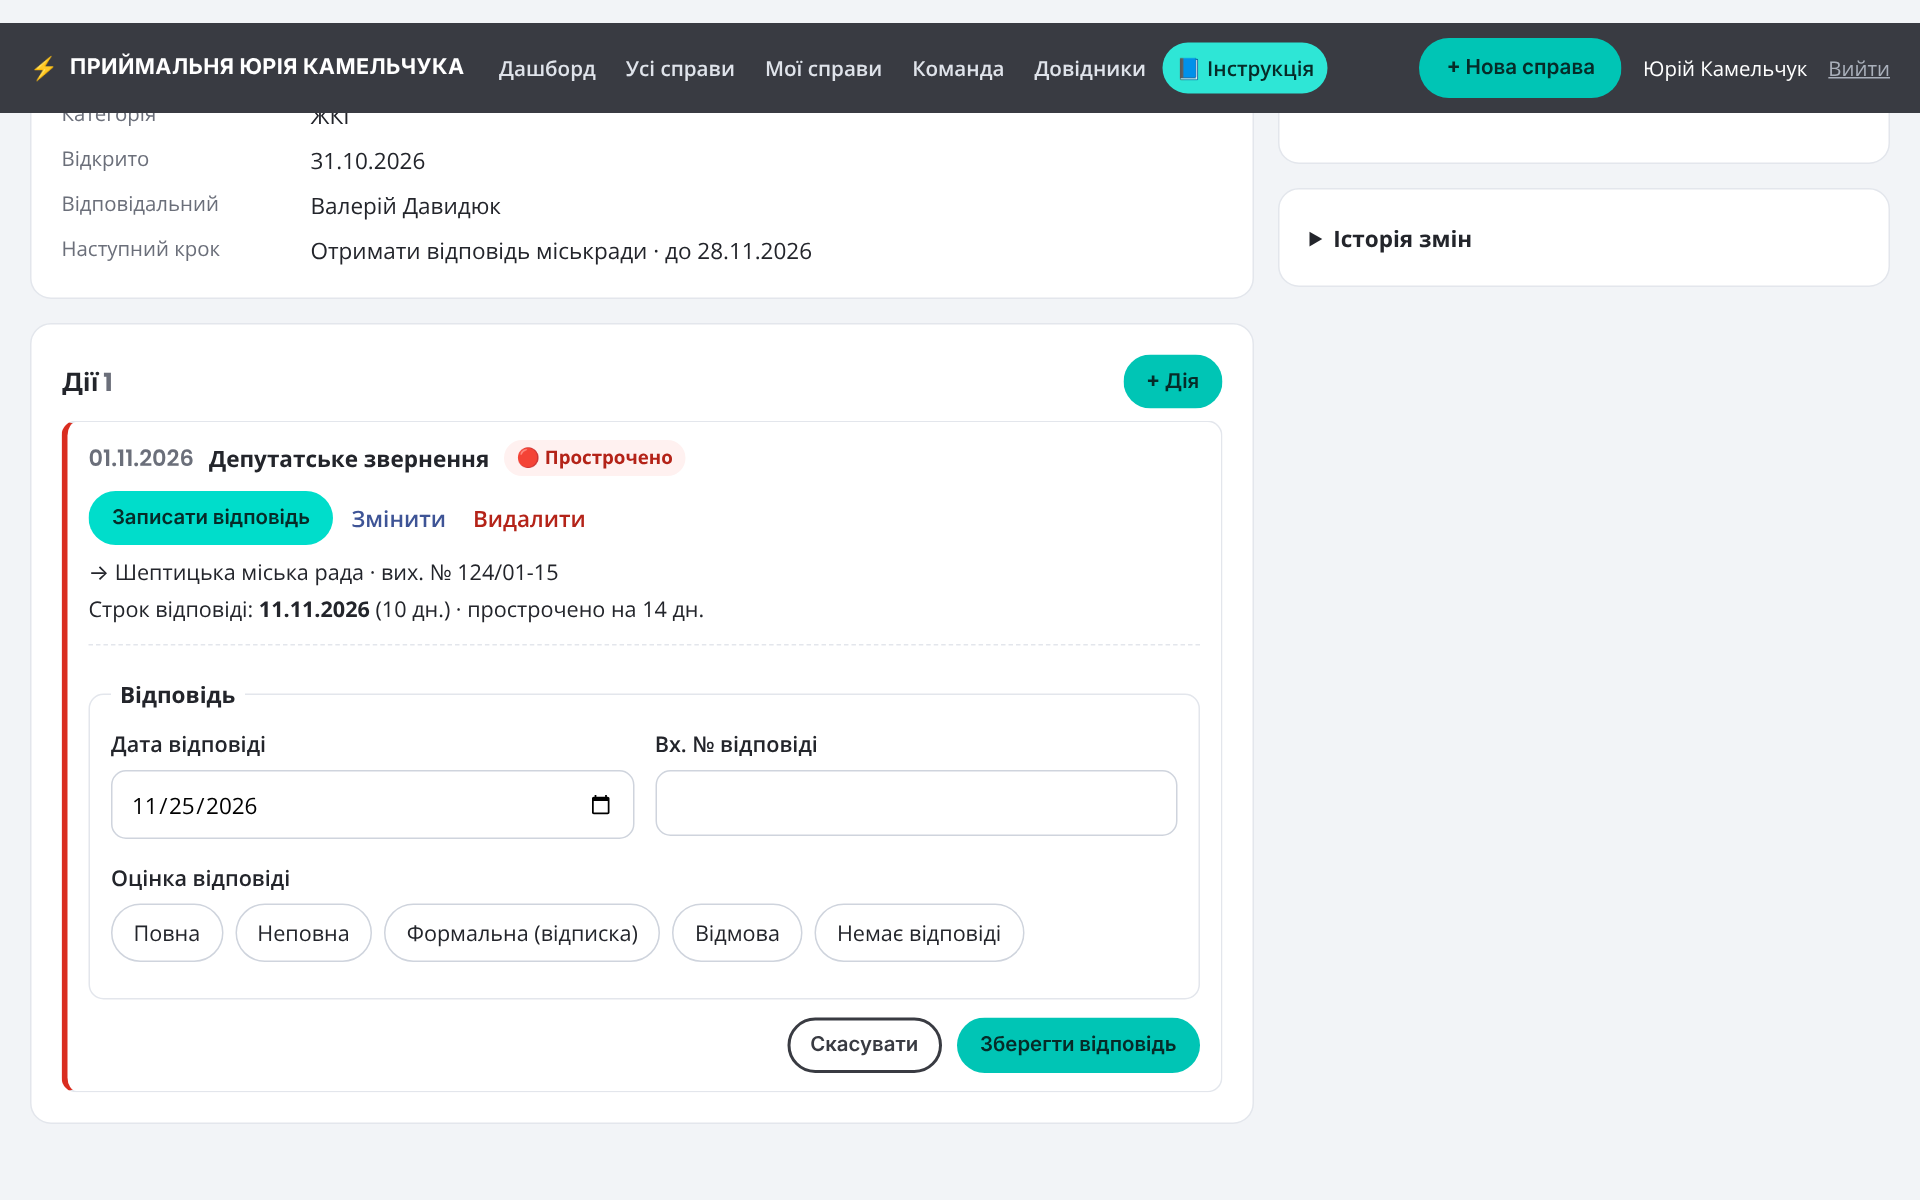 ⚡ ПРИЙМАЛЬНЯ ЮРІЯ КАМЕЛЬЧУКА Дашборд Усі справи Мої справи Команда Довідники 📘 Інструкція + Нова справа Юрій Камельчук Вийти
Категорія ЖКГ
Відкрито 31.10.2026
Відповідальний Валерій Давидюк
Наступний крок Отримати відповідь міськради · до 28.11.2026
▶ Історія змін
Дії 1 + Дія
01.11.2026 Депутатське звернення 🔴 Прострочено
Записати відповідь Змінити Видалити
→ Шептицька міська рада · вих. № 124/01-15
Строк відповіді: 11.11.2026 (10 дн.) · прострочено на 14 дн.
Відповідь
Дата відповіді Вх. № відповіді
11/25/2026
Оцінка відповіді
Повна Неповна Формальна (відписка) Відмова Немає відповіді
Скасувати Зберегти відповідь